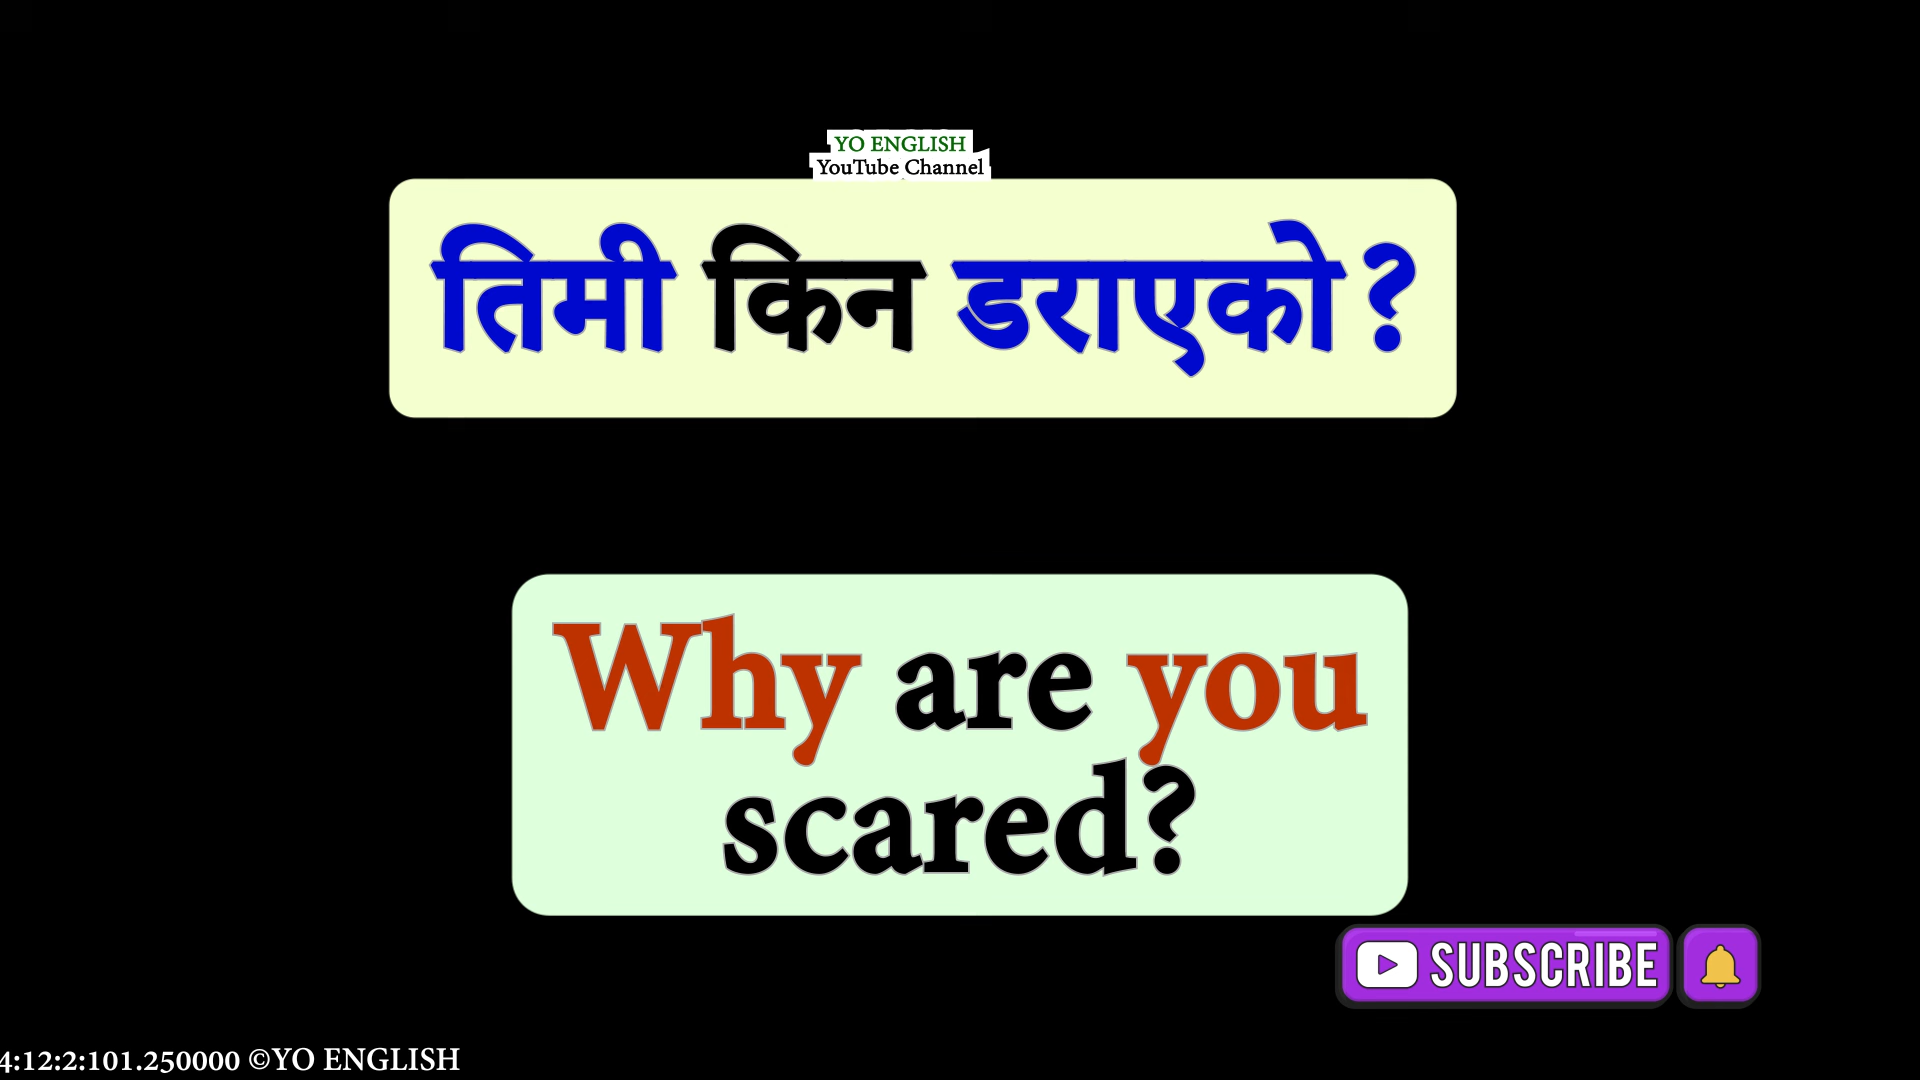 YO ENGLISH
YouTube Channel
तिमी किन डराएको?
Why are you
scared?
SUBSCRIBE
4:12:2:101.250000 ©YO ENGLISH